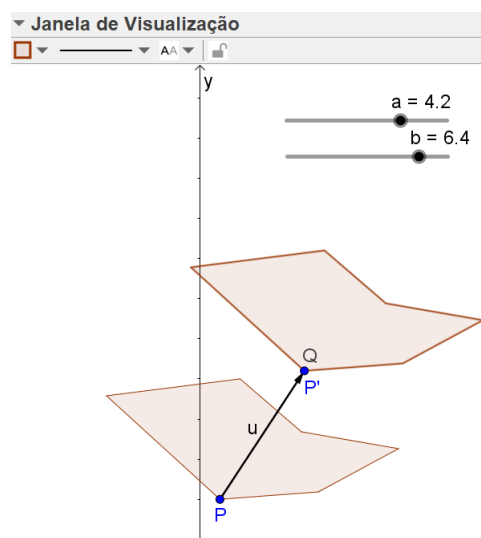 Janela de Visualização
AA
y
a = 4.2
b = 6.4
Q
P'
u
P